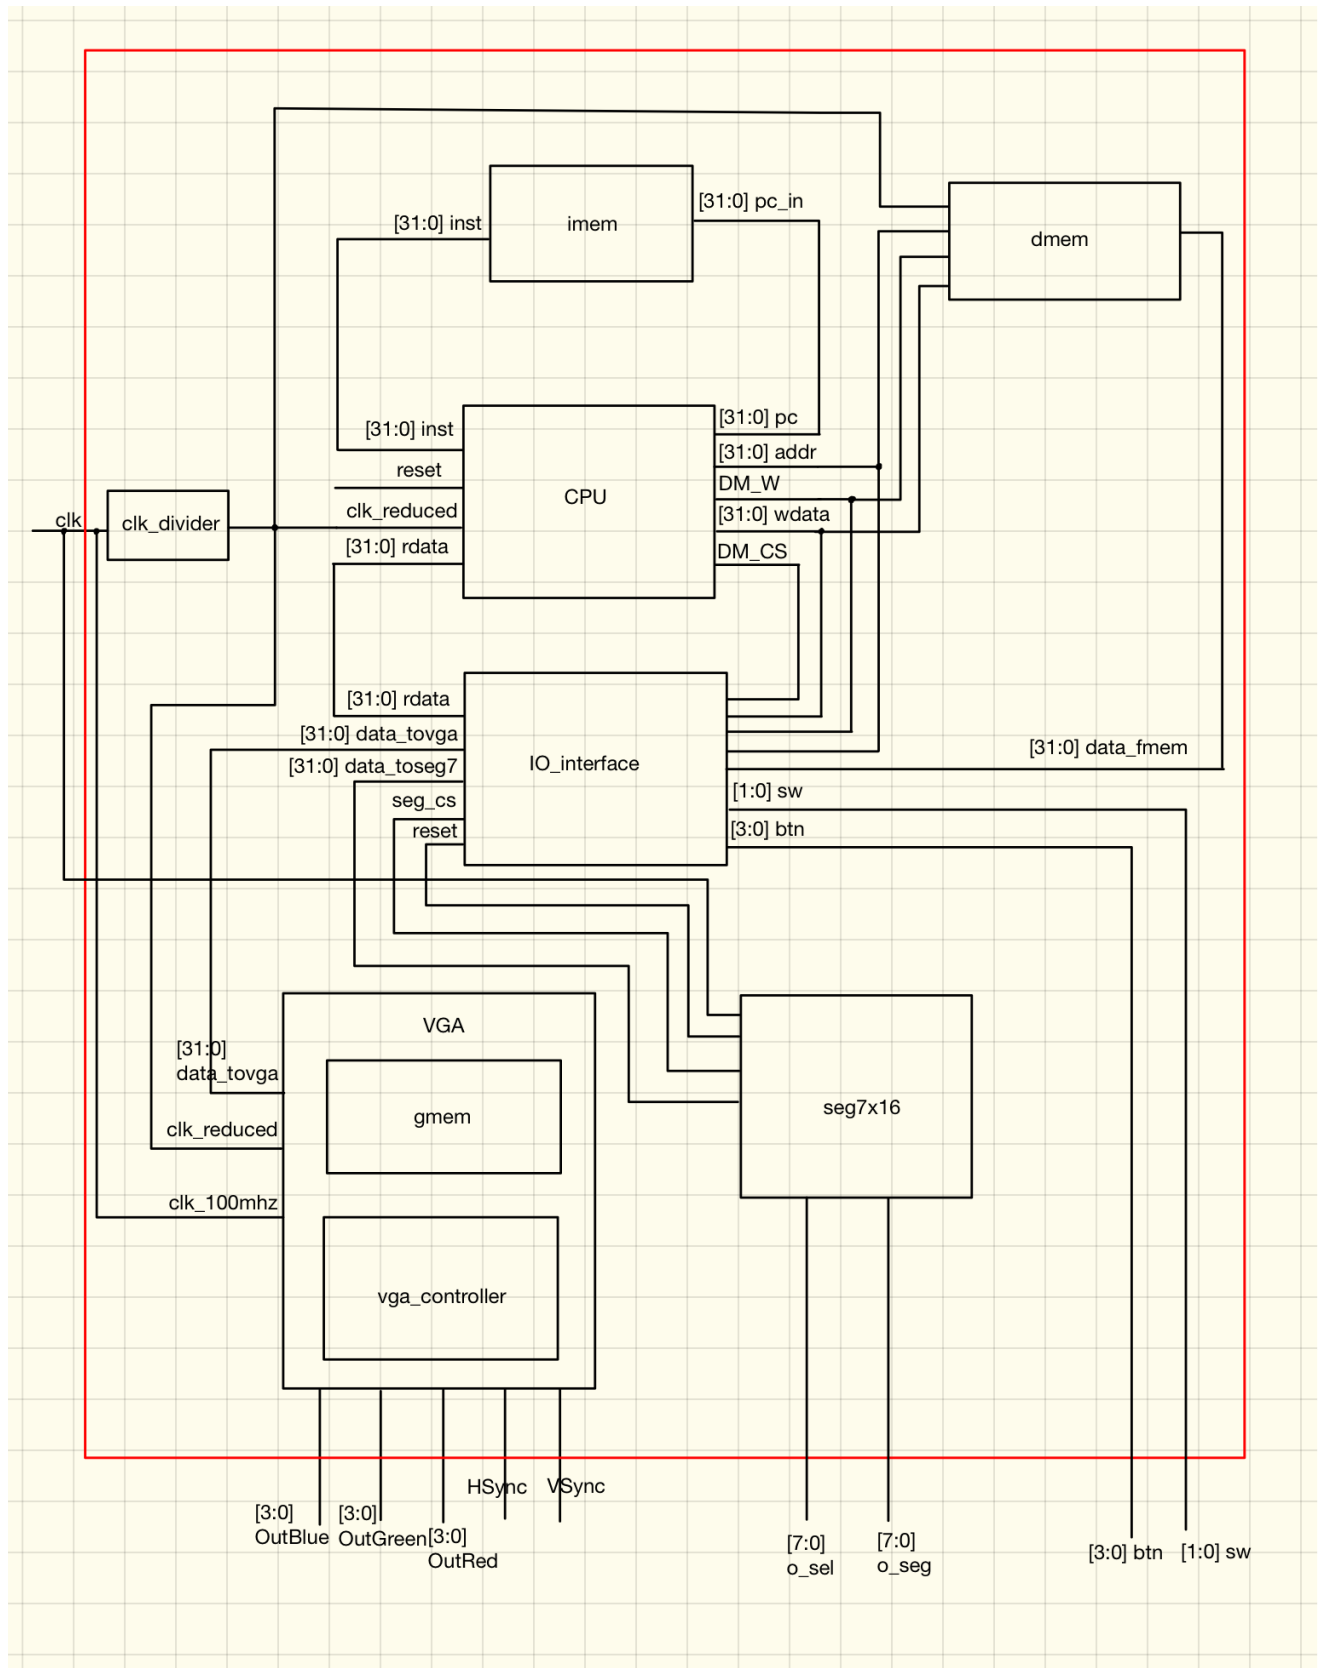 [31:0] pc_in
[31:0] inst
imem
dmem
[31:0] pc
[31:0] inst
[31:0] addr
reset
DM_W
CPU
clk_reduced
[31:0] wdata
clk
clk_divider
[31:0] rdata
DM_CS
[31:0] rdata
[31:0] data_tovga
[31:0] data_fmem
[31:0] data_toseg7
IO_interface
[1:0] sw
seg_cs
reset
[3:0] btn
VGA
[31:0]
data_tovga
gmem
seg7x16
clk_reduced
clk_100mhz
vga_controller
HSync
VSync
[3:0]
OutBlue
[3:0]
OutGreen
[3:0]
OutRed
[7:0]
o_sel
[7:0]
o_seg
[3:0] btn
[1:0] sw